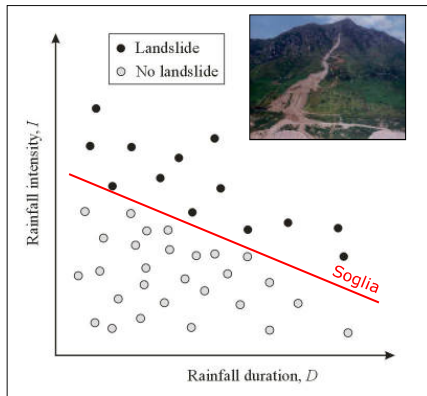 Landslide
No landslide
Rainfall intensity, I
Soglia
Rainfall duration, D